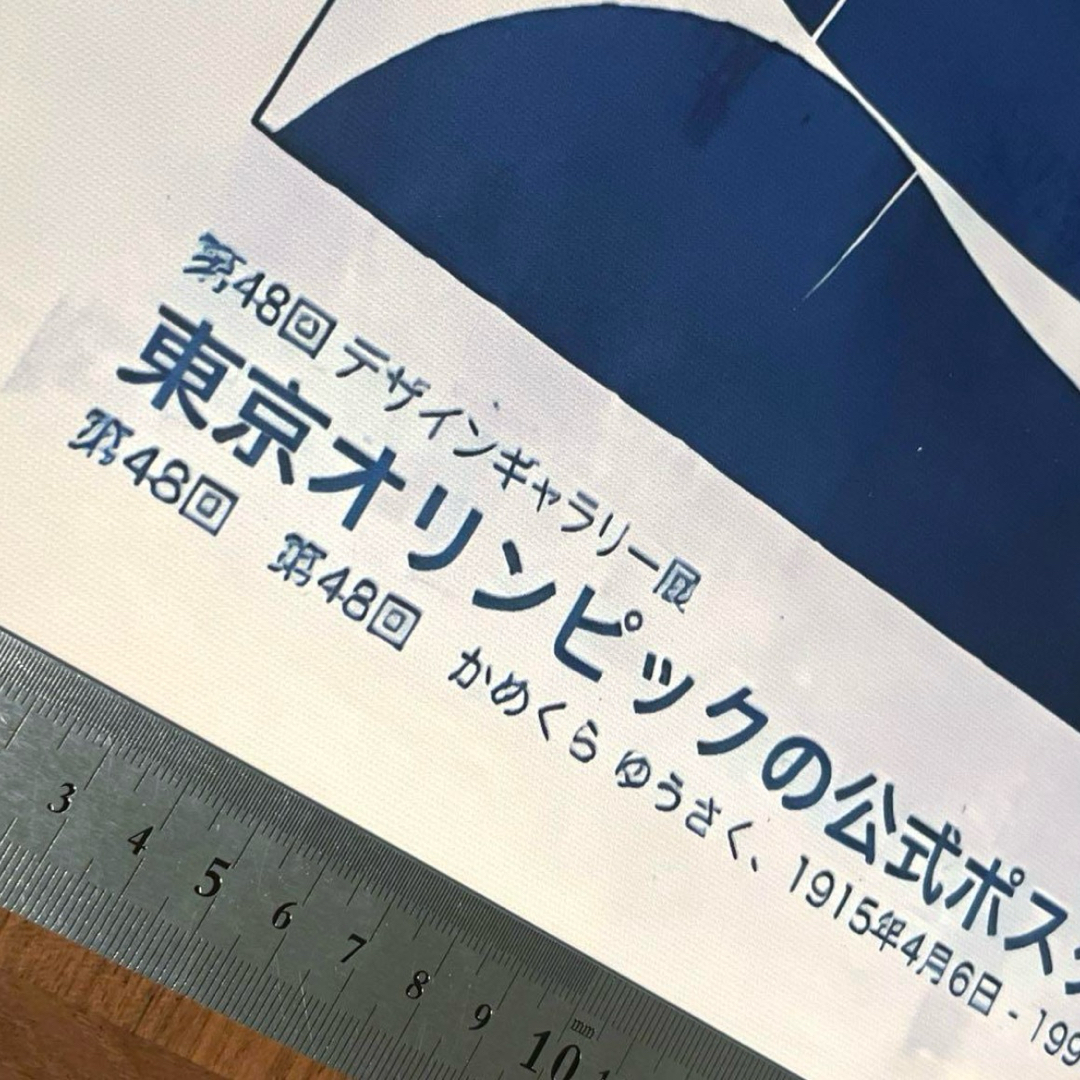 第48回 デザインギャラリー展
東京オリンピックの公式ポス
第48回 第48回 かめくら ゆうさく、 1915年4月6日 - 199
3 4 5 6 7 8 9 10
mm